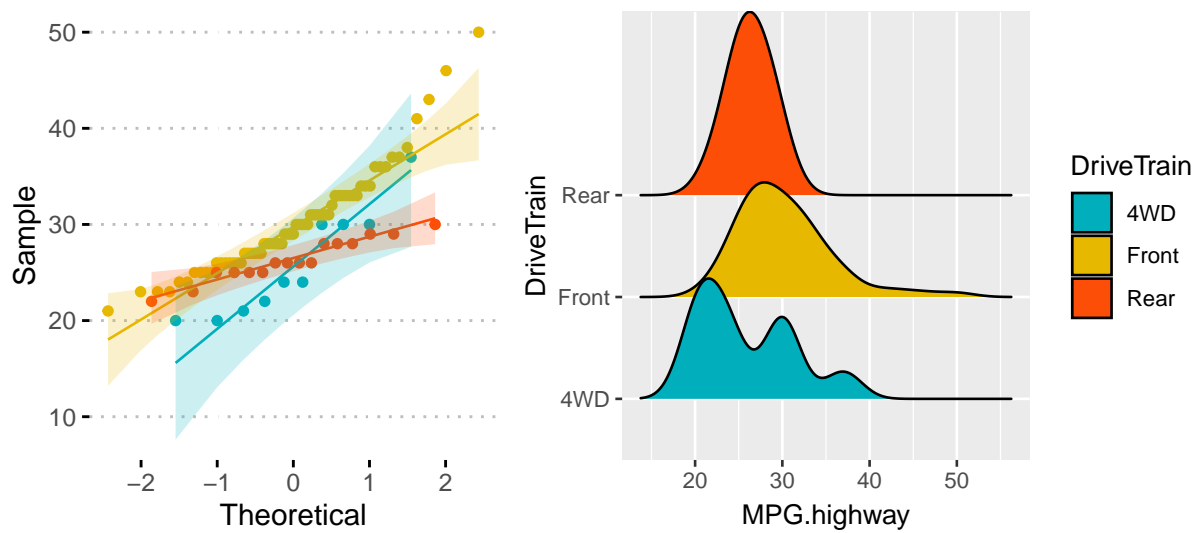 50
40
30
20
10
Sample
−2
−1
0
1
2
Theoretical
Rear
Front
4WD
DriveTrain
20
30
40
50
MPG.highway
DriveTrain
4WD
Front
Rear